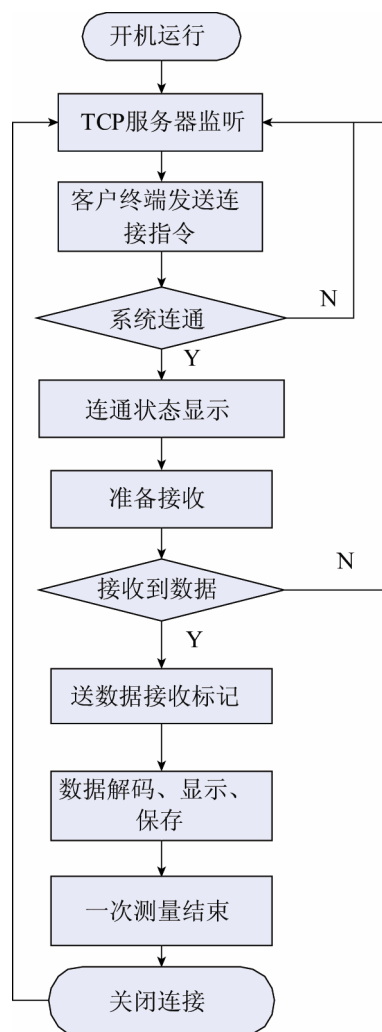 开机运行
TCP服务器监听
客户终端发送连
接指令
系统连通
N
Y
连通状态显示
准备接收
接收到数据
N
Y
送数据接收标记
数据解码、显示、
保存
一次测量结束
关闭连接